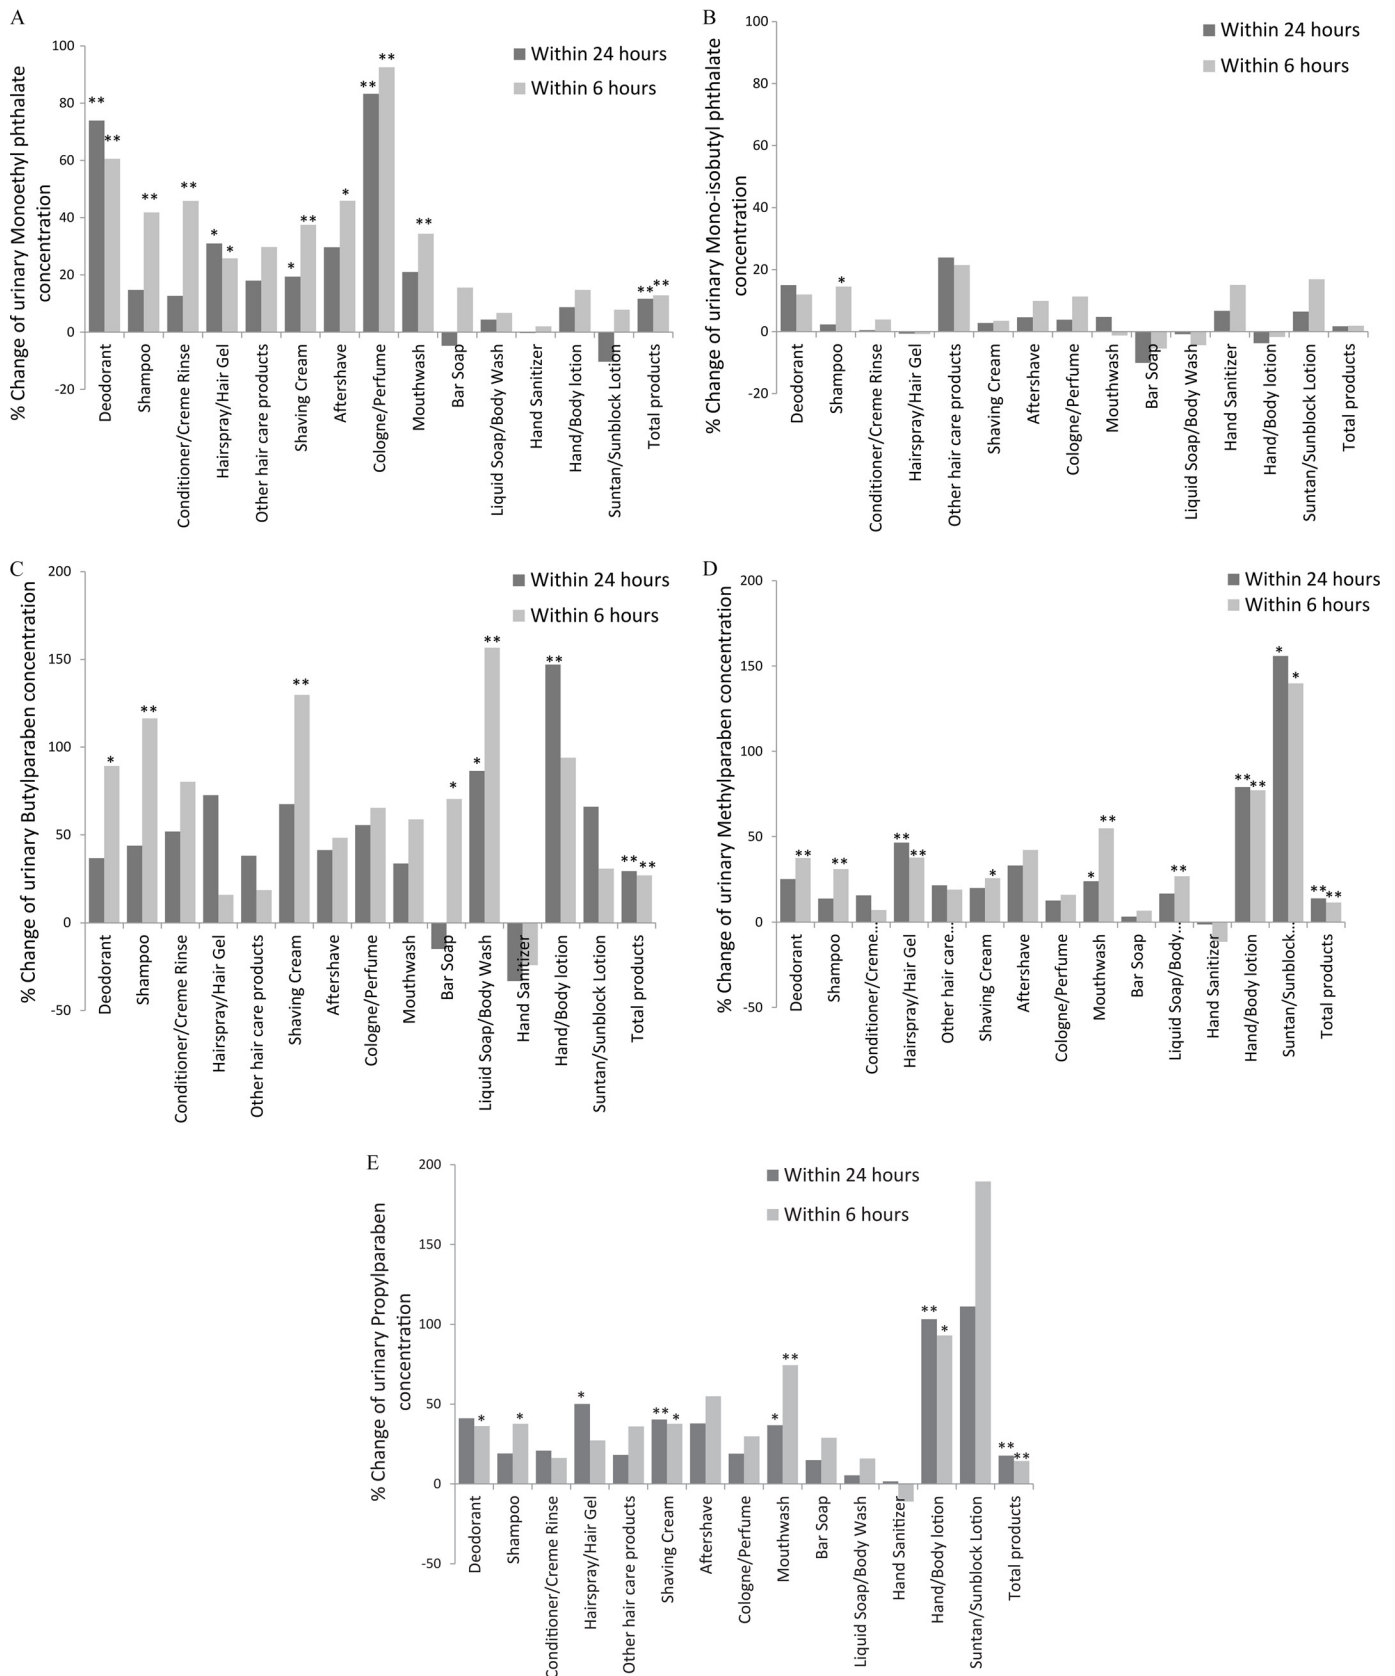 A
% Change of urinary Monoethyl phthalate
concentration
100
80
60
40
20
0
-20
Within 24 hours
Within 6 hours
** ** ** ** * * * ** * ** ** ** ** **
Deodorant
Shampoo
Conditioner/Creme Rinse
Hairspray/Hair Gel
Other hair care products
Shaving Cream
Aftershave
Cologne/Perfume
Mouthwash
Bar Soap
Liquid Soap/Body Wash
Hand Sanitizer
Hand/Body lotion
Suntan/Sunblock Lotion
Total products
B
% Change of urinary Mono-isobutyl phthalate
concentration
100
80
60
40
20
0
-20
Within 24 hours
Within 6 hours
*
Deodorant
Shampoo
Conditioner/Creme Rinse
Hairspray/Hair Gel
Other hair care products
Shaving Cream
Aftershave
Cologne/Perfume
Mouthwash
Bar Soap
Liquid Soap/Body Wash
Hand Sanitizer
Hand/Body lotion
Suntan/Sunblock Lotion
Total products
C
% Change of urinary Butylparaben concentration
200
150
100
50
0
-50
Within 24 hours
Within 6 hours
* ** ** * * ** ** ** **
Deodorant
Shampoo
Conditioner/Creme Rinse
Hairspray/Hair Gel
Other hair care products
Shaving Cream
Aftershave
Cologne/Perfume
Mouthwash
Bar Soap
Liquid Soap/Body Wash
Hand Sanitizer
Hand/Body lotion
Suntan/Sunblock Lotion
Total products
D
% Change of urinary Methylparaben concentration
200
150
100
50
0
-50
Within 24 hours
Within 6 hours
** ** ** ** * * ** ** ** ** * * ** **
Deodorant
Shampoo
Conditioner/Creme...
Hairspray/Hair Gel
Other hair care...
Shaving Cream
Aftershave
Cologne/Perfume
Mouthwash
Bar Soap
Liquid Soap/Body...
Hand Sanitizer
Hand/Body lotion
Suntan/Sunblock...
Total products
E
% Change of urinary Propylparaben
concentration
200
150
100
50
0
-50
Within 24 hours
Within 6 hours
* * * ** * * ** ** * ** **
Deodorant
Shampoo
Conditioner/Creme Rinse
Hairspray/Hair Gel
Other hair care products
Shaving Cream
Aftershave
Cologne/Perfume
Mouthwash
Bar Soap
Liquid Soap/Body Wash
Hand Sanitizer
Hand/Body lotion
Suntan/Sunblock Lotion
Total products